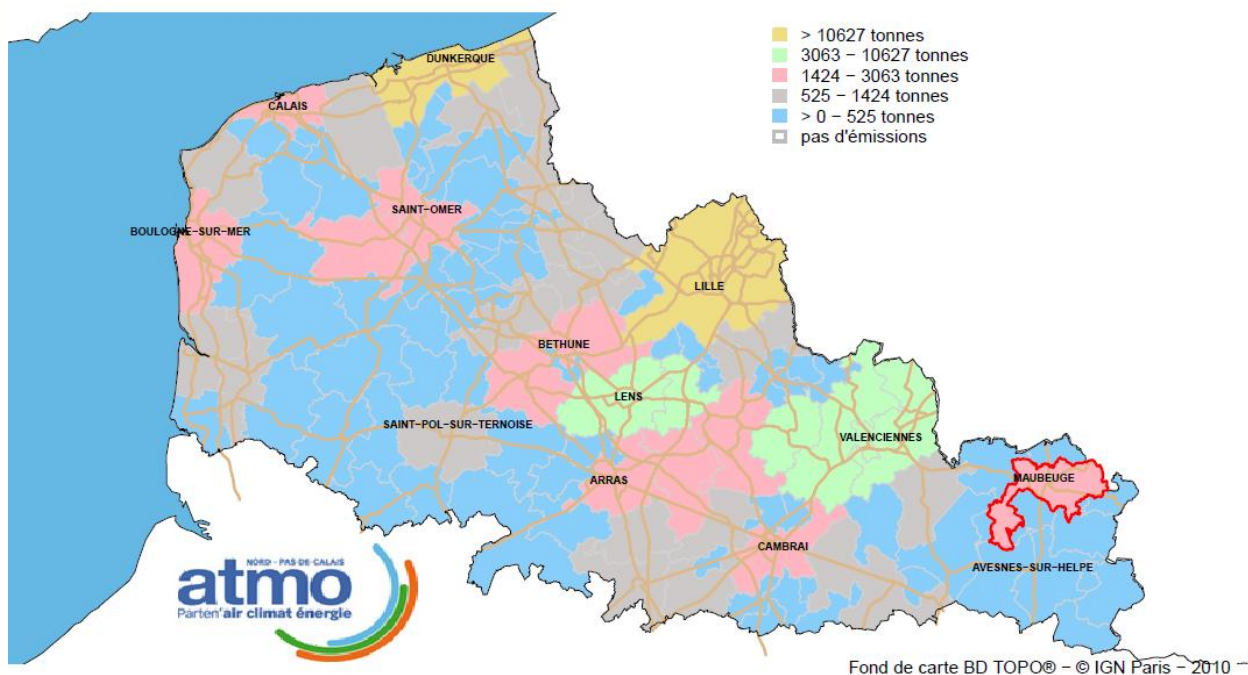 > 10627 tonnes
3063 − 10627 tonnes
1424 − 3063 tonnes
525 − 1424 tonnes
> 0 − 525 tonnes
pas d'émissions
DUNKERQUE
CALAIS
SAINT−OMER
BOULOGNE−SUR−MER
LILLE
BETHUNE
LENS
SAINT−POL−SUR−TERNOISE
VALENCIENNES
ARRAS
MAUBEUGE
CAMBRAI
AVESNES−SUR−HELPE
NORD - PAS-DE-CALAIS
atmo
Parten'air climat énergie
Fond de carte BD TOPO® − © IGN Paris − 2010